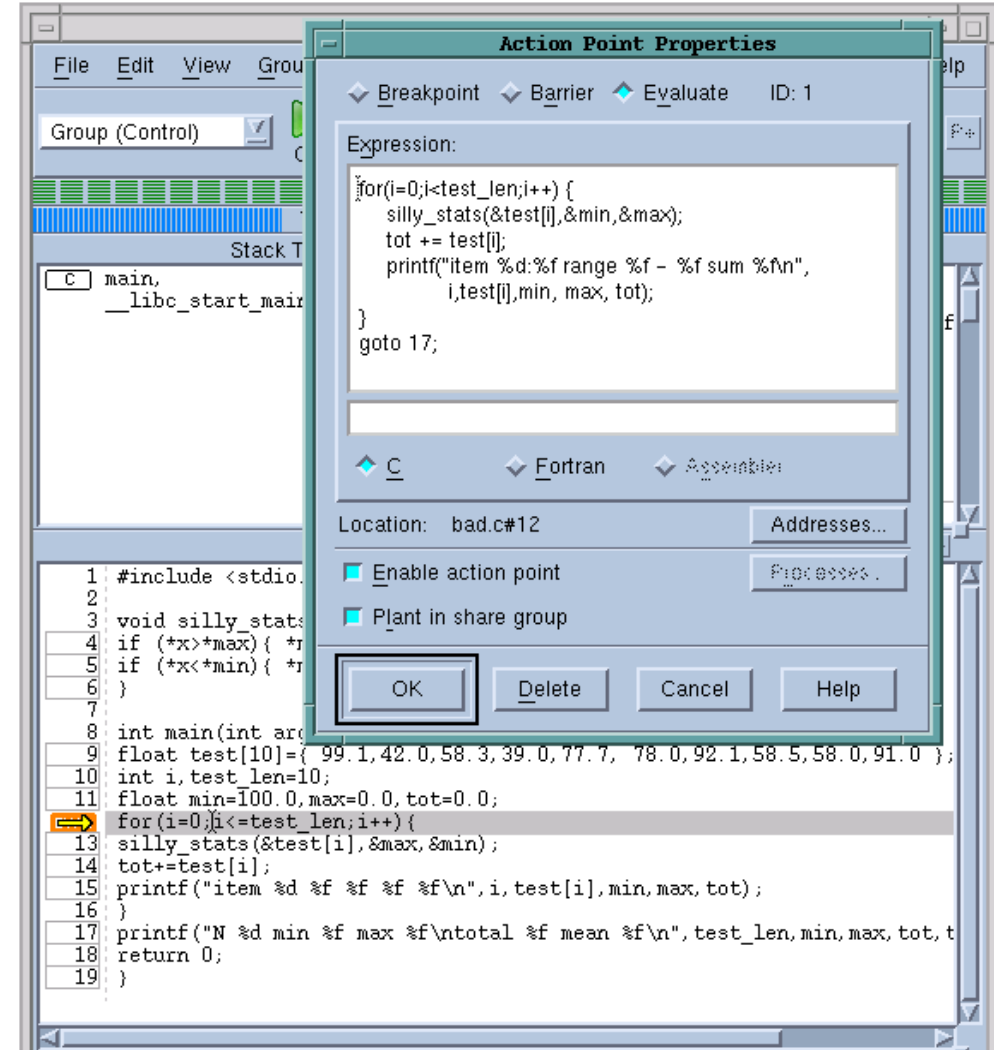 Action Point Properties
File Edit View Grou
elp
Breakpoint Barrier Evaluate ID: 1
Group (Control)
P+
Expression:
for(i=0;i<test_len;i++) {
silly_stats(&test[i],&min,&max);
tot += test[i];
printf("item %d:%f range %f – %f sum %f\n",
i,test[i],min, max, tot);
}
goto 17;
Stack T
C main,
__libc_start_main
f
C Fortran Assembler
Location: bad.c#12 Addresses...
Enable action point Processes..
Plant in share group
OK Delete Cancel Help
1 #include <stdio.
2
3 void silly_stats
4 if (*x>*max){ *m
5 if (*x<*min){ *m
6 }
7
8 int main(int arg
9 float test[10]={ 99.1,42.0,58.3,39.0,77.7, 78.0,92.1,58.5,58.0,91.0 };
10 int i,test_len=10;
11 float min=100.0,max=0.0,tot=0.0;
for(i=0;i<=test_len;i++){
13 silly_stats(&test[i],&max,&min);
14 tot+=test[i];
15 printf("item %d %f %f %f %f\n",i,test[i],min,max,tot);
16 }
17 printf("N %d min %f max %f\ntotal %f mean %f\n",test_len,min,max,tot,t
18 return 0;
19 }